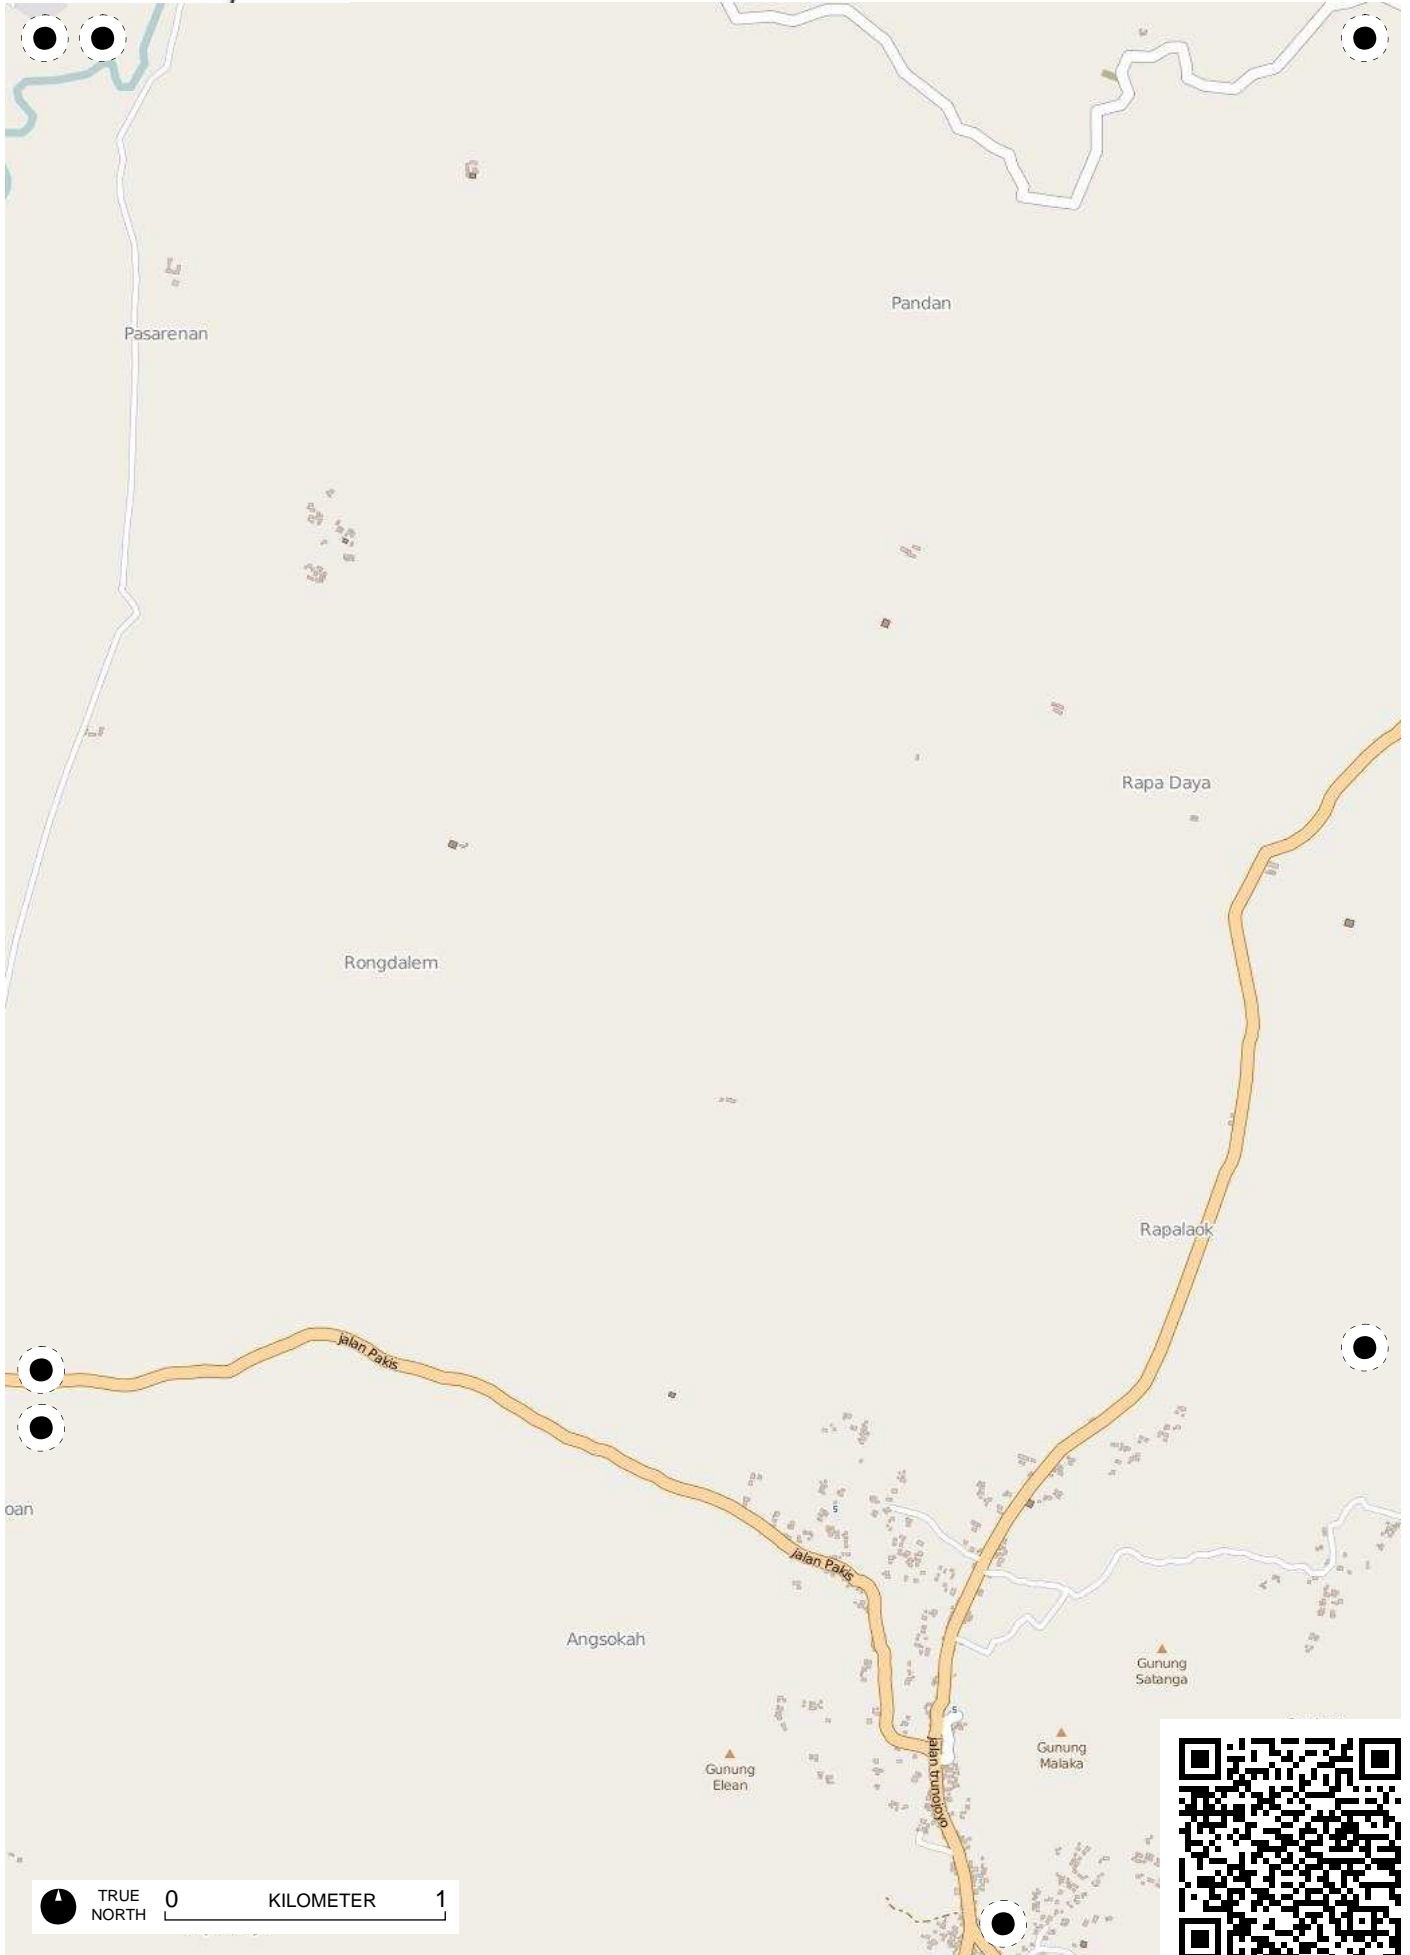 Pandan
Pasarenan
Rapa Daya
Rongdalem
Rapalaok
jalan Pakis
oan
jalan Pakis
Angsokah
Gunung
Satanga
jalan trunojoyo
Gunung
Malaka
Gunung
Elean
TRUE
NORTH
0 KILOMETER 1